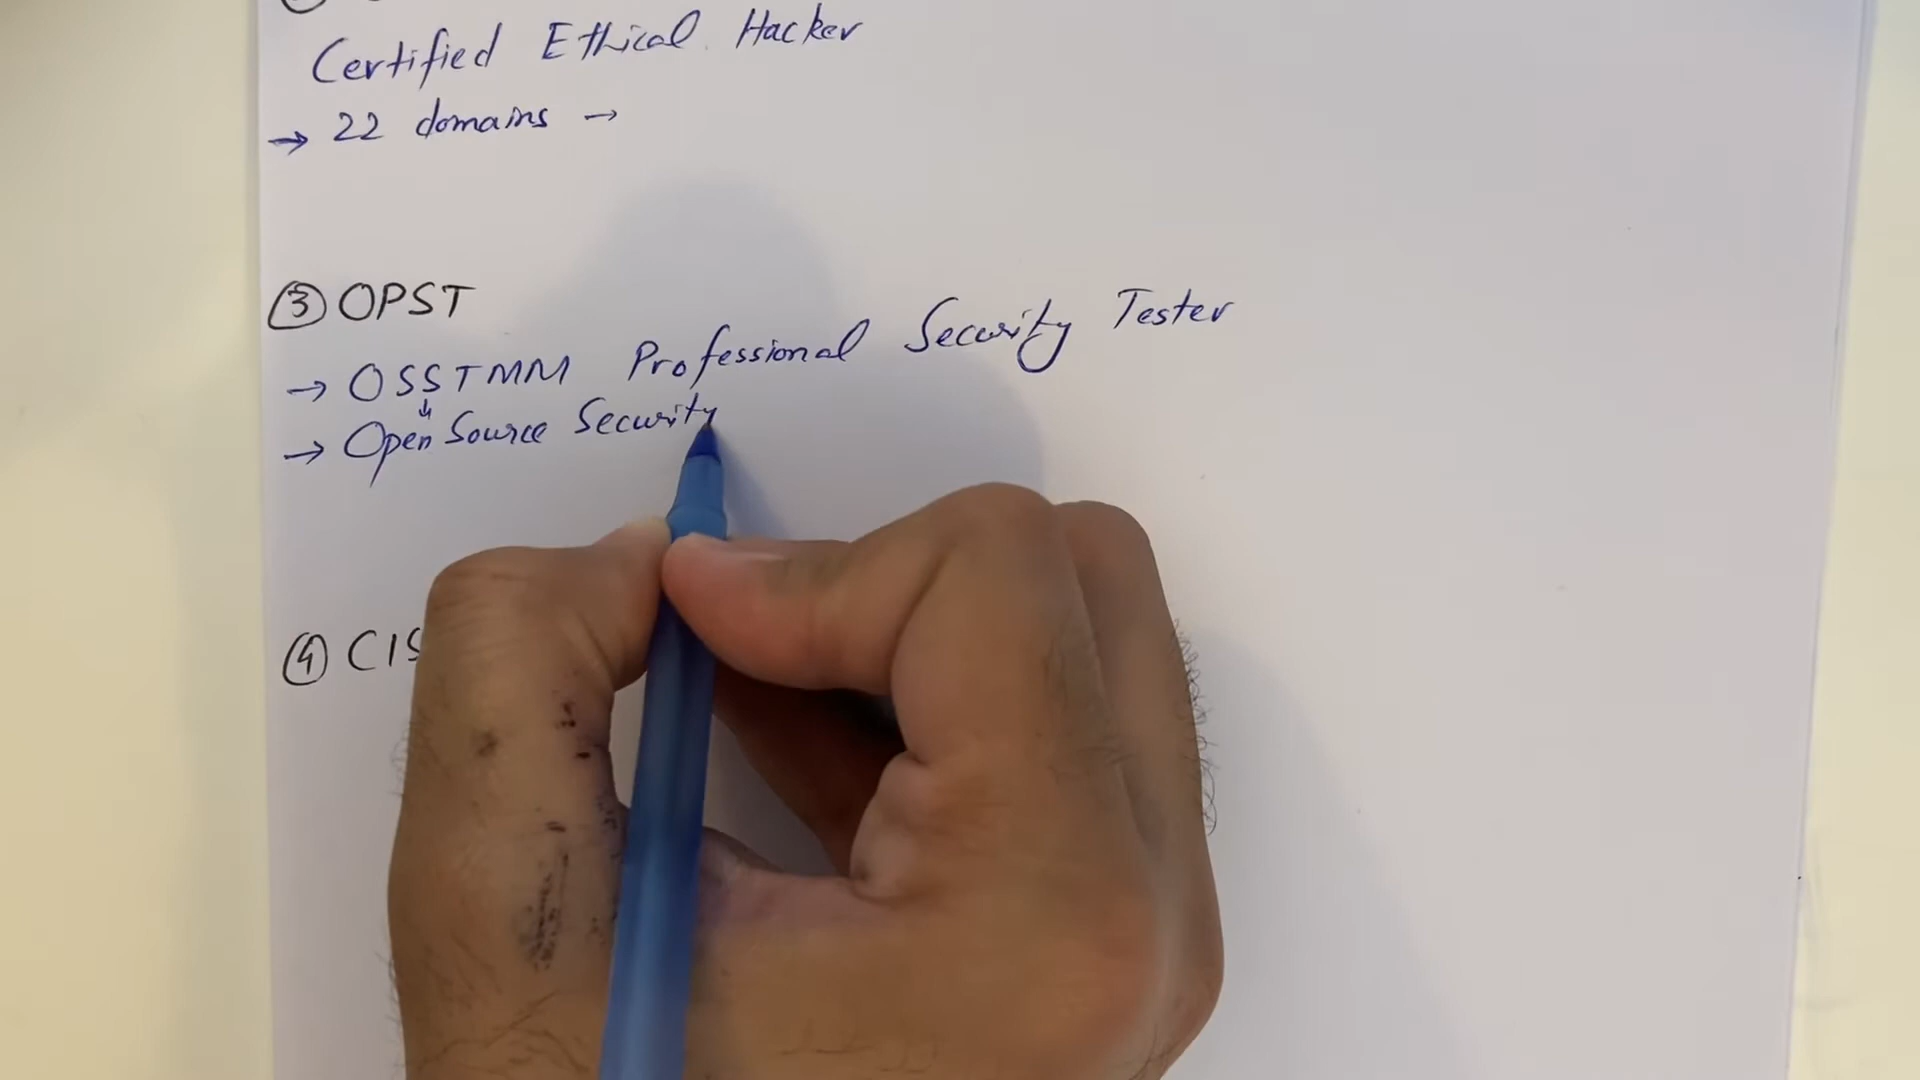 Certified Ethical Hacker
→ 22 domains →
③ OPST
→ OSSTMM Professional Security Tester
↓
→ Open Source Security
④ CIS